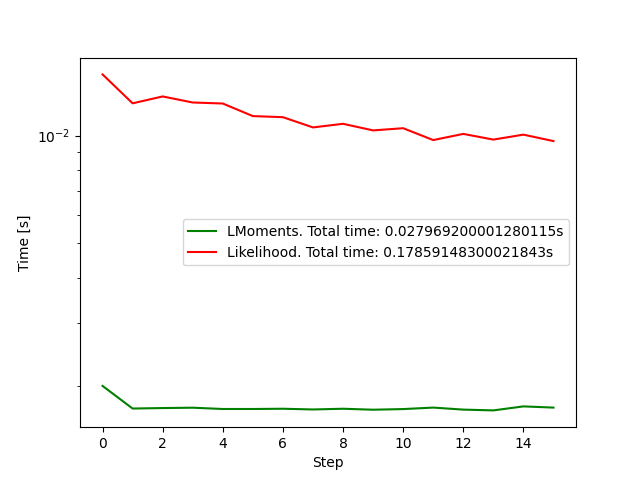 10⁻²
Time [s]
LMoments. Total time: 0.027969200001280115s
Likelihood. Total time: 0.17859148300021843s
0 2 4 6 8 10 12 14
Step